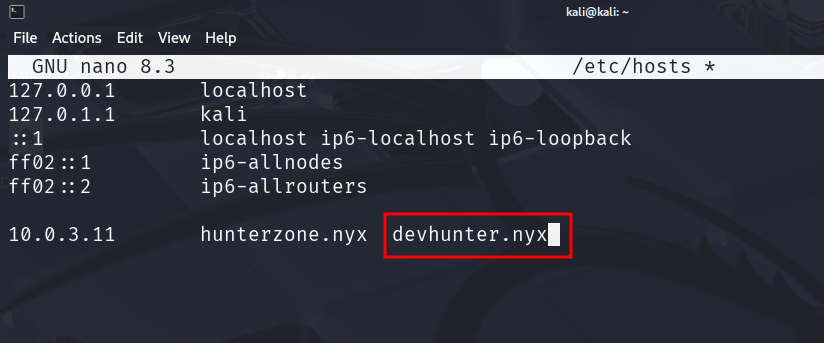 kali@kali: ~
File Actions Edit View Help
GNU nano 8.3 /etc/hosts *
127.0.0.1 localhost
127.0.1.1 kali
::1 localhost ip6-localhost ip6-loopback
ff02::1 ip6-allnodes
ff02::2 ip6-allrouters
10.0.3.11 hunterzone.nyx devhunter.nyx